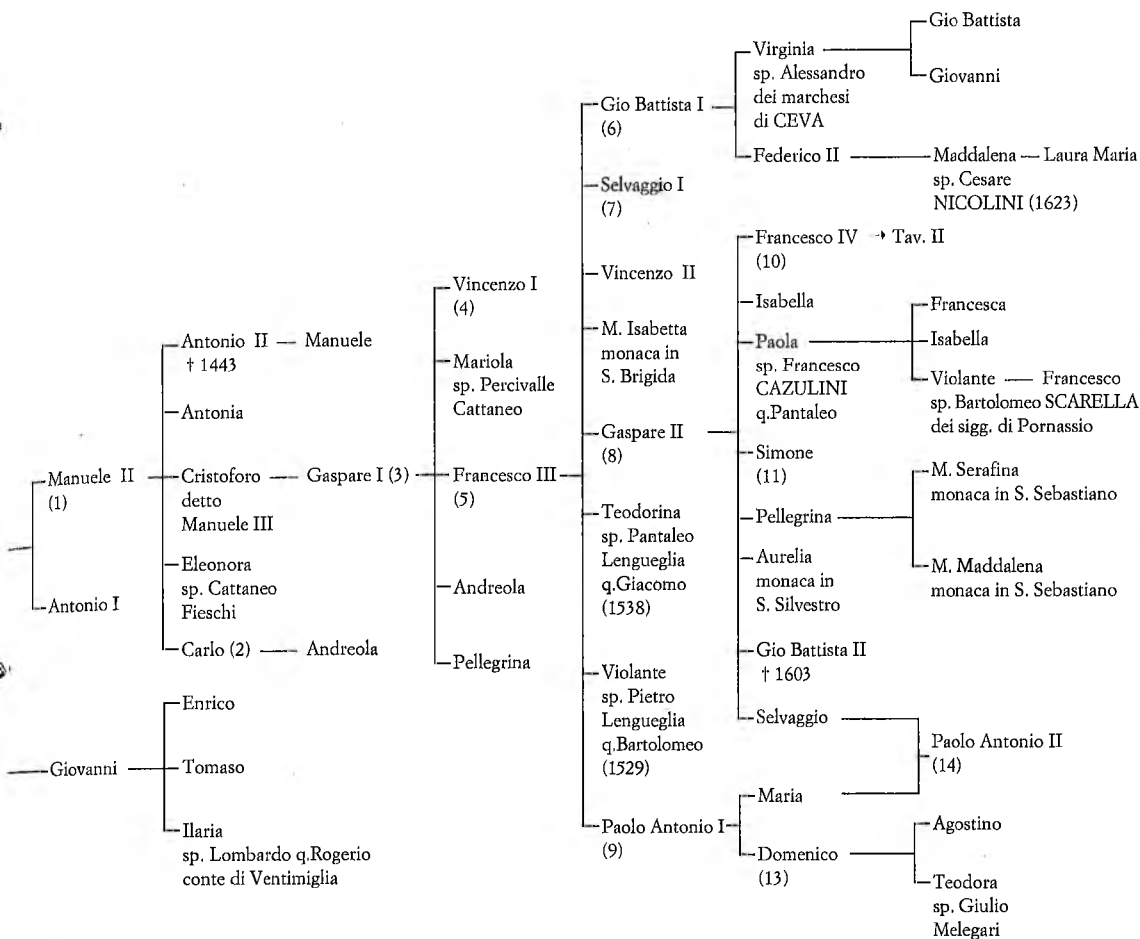 Manuele II
(1)
Antonio I
Giovanni
Antonio II — Manuele
† 1443
Antonia
Cristoforo — Gaspare I (3)
detto
Manuele III
Eleonora
sp. Cattaneo
Fieschi
Carlo (2) — Andreola
Enrico
Tomaso
Ilaria
sp. Lombardo q.Rogerio
conte di Ventimiglia
Vincenzo I
(4)
Mariola
sp. Percivalle
Cattaneo
Francesco III
(5)
Andreola
Pellegrina
Gio Battista I
(6)
Selvaggio I
(7)
Vincenzo II
M. Isabetta
monaca in
S. Brigida
Gaspare II
(8)
Teodorina
sp. Pantaleo
Lengueglia
q.Giacomo
(1538)
Violante
sp. Pietro
Lengueglia
q.Bartolomeo
(1529)
Paolo Antonio I
(9)
Virginia
sp. Alessandro
dei marchesi
di CEVA
Gio Battista
Giovanni
Federico II
Maddalena — Laura Maria
sp. Cesare
NICOLINI (1623)
Francesco IV → Tav. II
(10)
Isabella
Paola
sp. Francesco
CAZULINI
q.Pantaleo
Francesca
Isabella
Violante — Francesco
sp. Bartolomeo SCARELLA
dei sigg. di Pornassio
Simone
(11)
Pellegrina
M. Serafina
monaca in S. Sebastiano
M. Maddalena
monaca in S. Sebastiano
Aurelia
monaca in
S. Silvestro
Gio Battista II
† 1603
Selvaggio
Paolo Antonio II
(14)
Maria
Domenico
(13)
Agostino
Teodora
sp. Giulio
Melegari